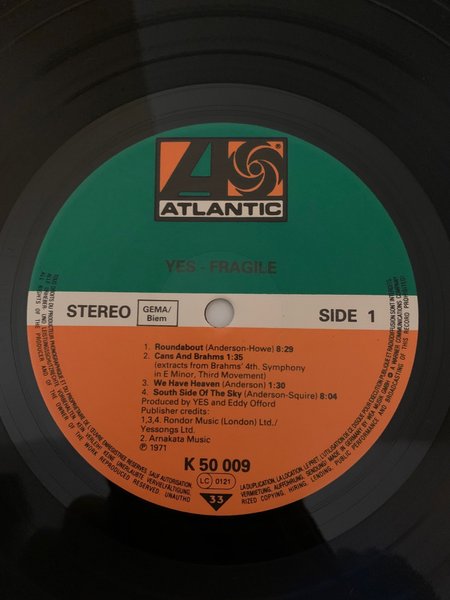 ATLANTIC
YES - FRAGILE
STEREO
GEMA/
Biem
SIDE 1
1. Roundabout (Anderson-Howe) 8:29
2. Cans And Brahms 1:35
(extracts from Brahms' 4th. Symphony
in E Minor, Third Movement)
3. We Have Heaven (Anderson) 1:30
4. South Side Of The Sky (Anderson-Squire) 8:04
Produced by YES and Eddy Offord
Publisher credits:
1,3,4. Rondor Music (London) Ltd./
Yessongs Ltd.
2. Arnakata Music
℗ 1971
K 50 009
LC 0121
33